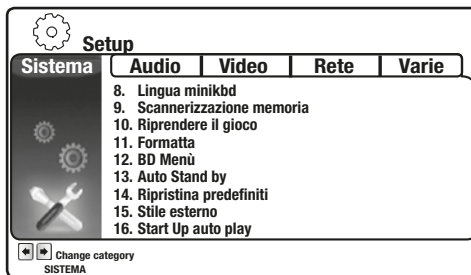 Setup
Sistema Audio Video Rete Varie
8. Lingua minikbd
9. Scannerizzazione memoria
10. Riprendere il gioco
11. Formatta
12. BD Menù
13. Auto Stand by
14. Ripristina predefiniti
15. Stile esterno
16. Start Up auto play
Change category
SISTEMA